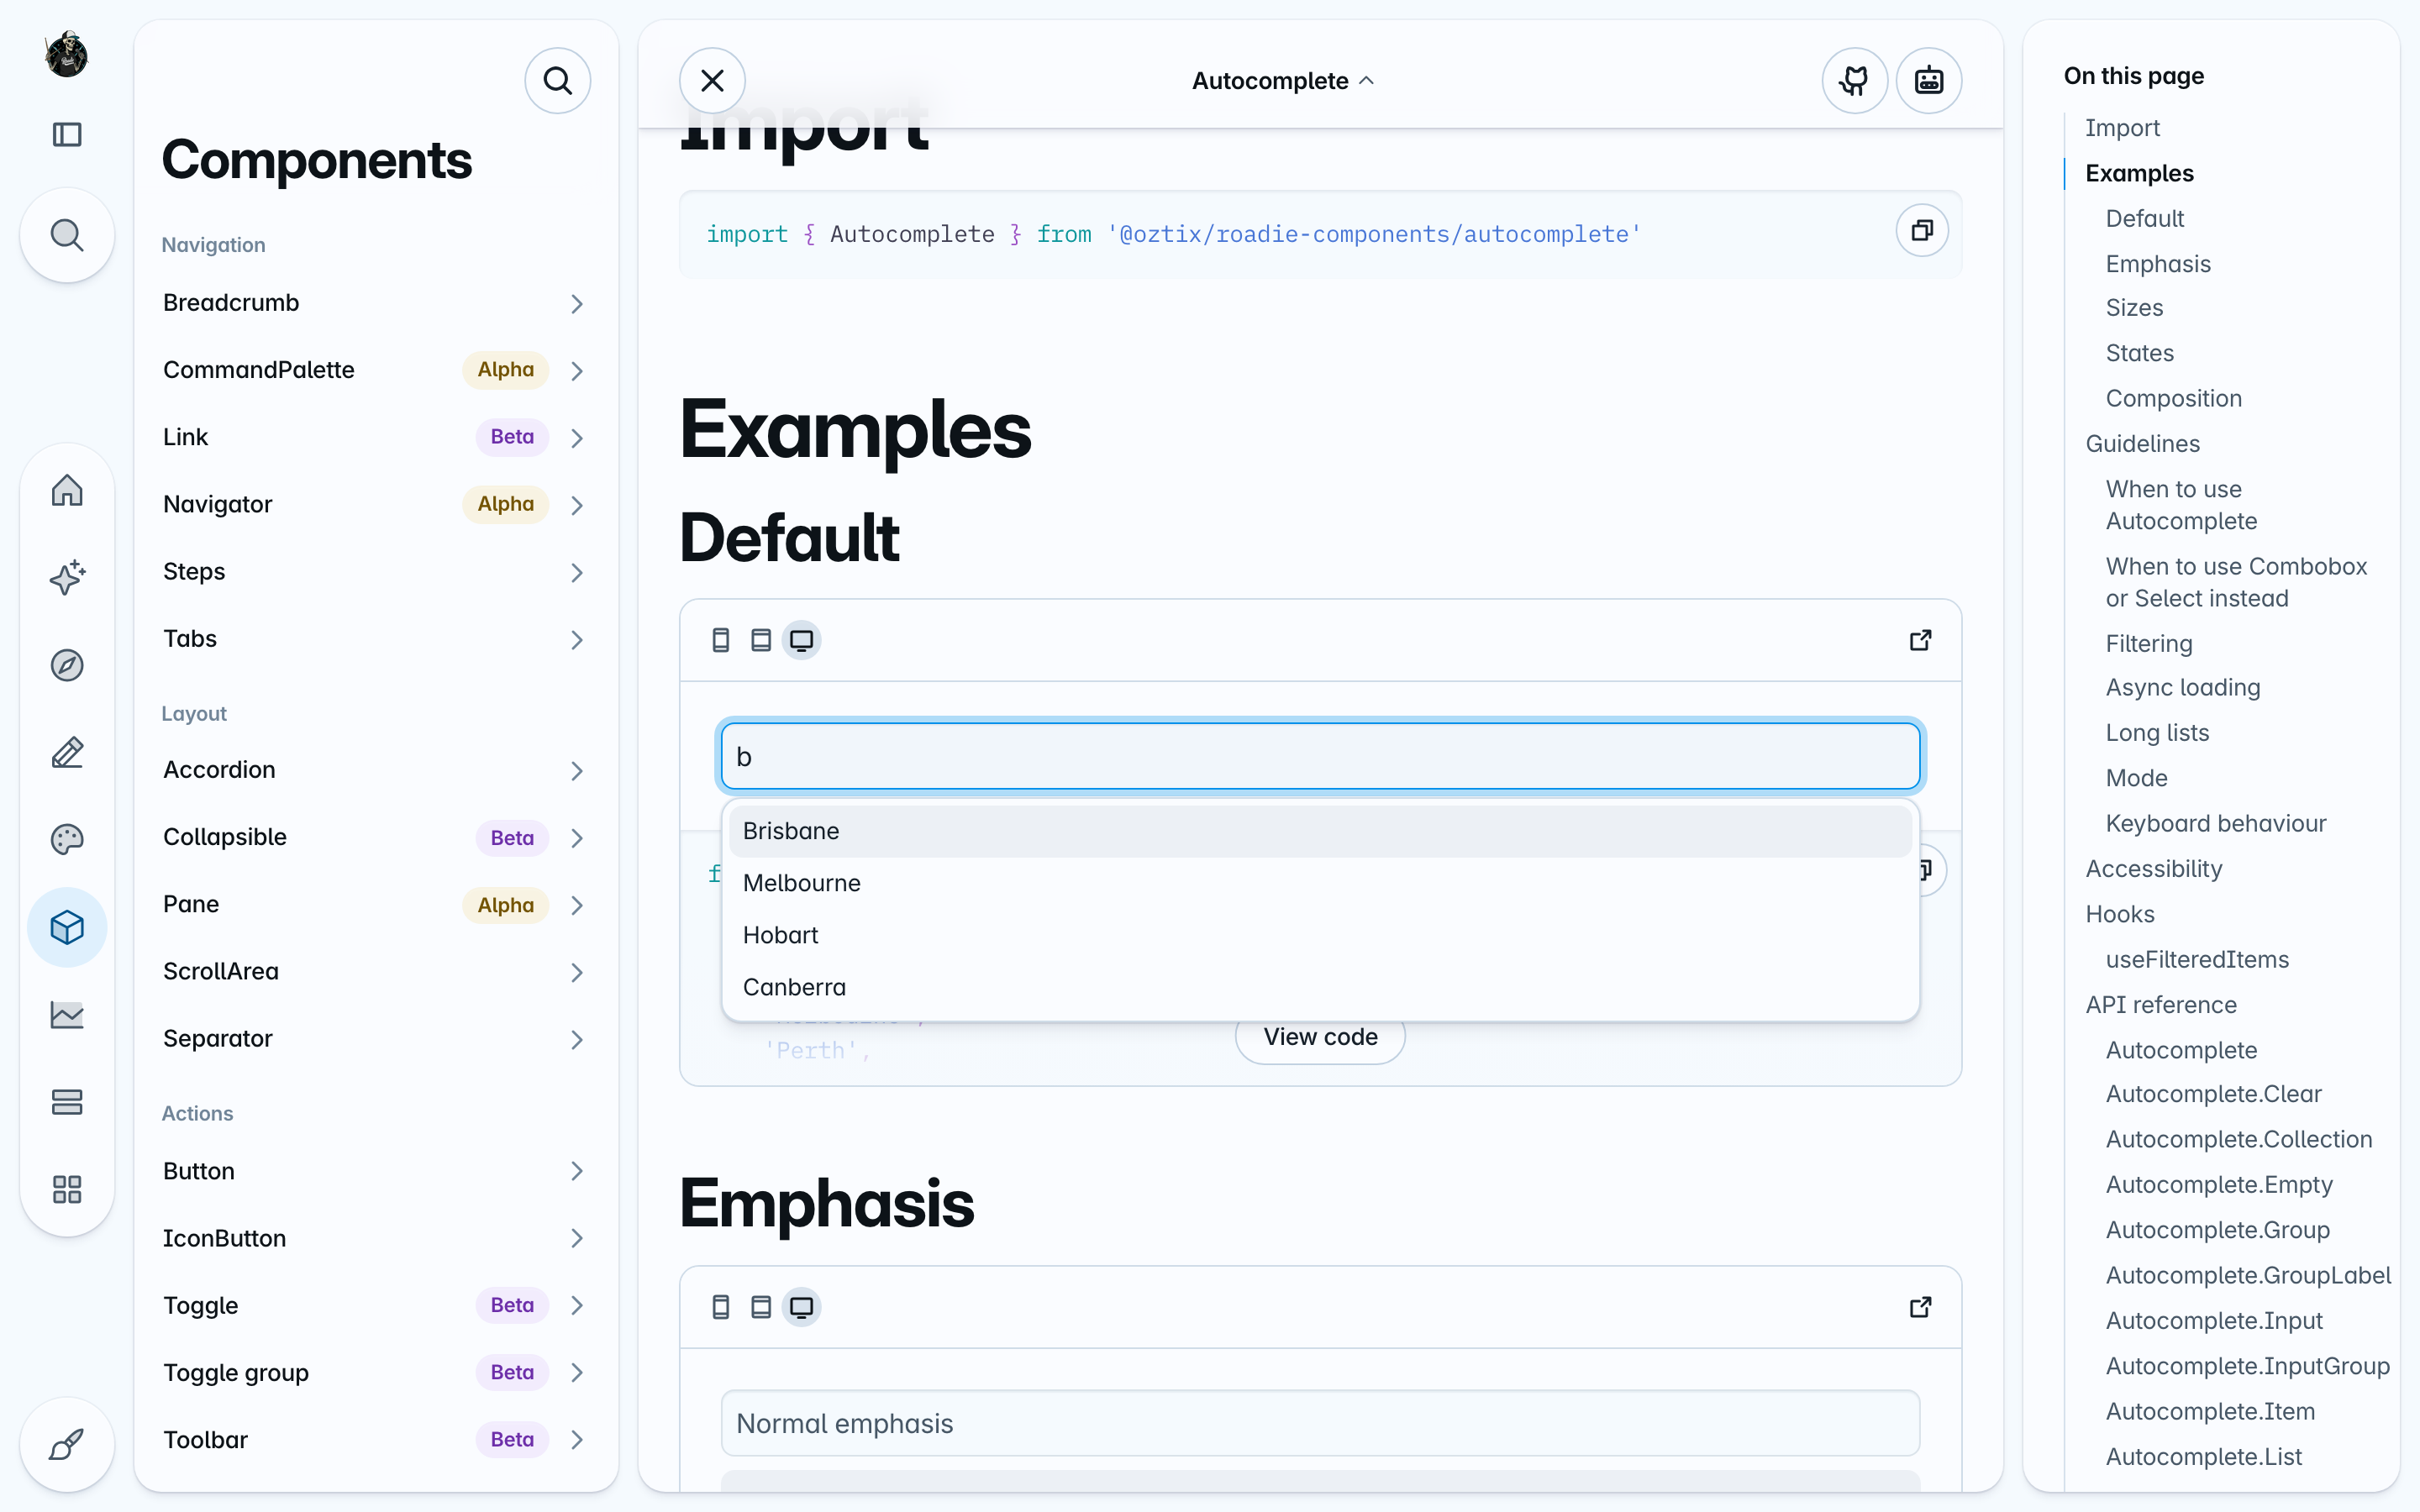 Components
Navigation
Breadcrumb
CommandPalette Alpha
Link Beta
Navigator Alpha
Steps
Tabs
Layout
Accordion
Collapsible Beta
Pane Alpha
ScrollArea
Separator
Actions
Button
IconButton
Toggle Beta
Toggle group Beta
Toolbar Beta
Autocomplete
Import
import { Autocomplete } from '@oztix/roadie-components/autocomplete'
Examples
Default
b
Brisbane
Melbourne
Hobart
Canberra
'Perth',
View code
Emphasis
Normal emphasis
On this page
Import
Examples
Default
Emphasis
Sizes
States
Composition
Guidelines
When to use
Autocomplete
When to use Combobox
or Select instead
Filtering
Async loading
Long lists
Mode
Keyboard behaviour
Accessibility
Hooks
useFilteredItems
API reference
Autocomplete
Autocomplete.Clear
Autocomplete.Collection
Autocomplete.Empty
Autocomplete.Group
Autocomplete.GroupLabel
Autocomplete.Input
Autocomplete.InputGroup
Autocomplete.Item
Autocomplete.List